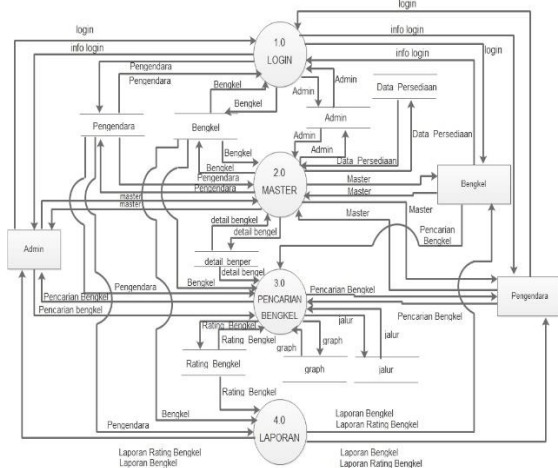 login
info login
Pengendara
Pengendara
1.0
LOGIN
info login
info login
login
login
Bengkel
Bengkel
Admin
Admin
Data Persediaan
Pengendara
Bengkel
Admin
Bengkel
Bengkel
Admin
Admin
Data Persediaan
Data Persediaan
Pengendara
Pengendara
2.0
MASTER
Master
Master
Bengkel
master
master
Master
Master
Admin
detail bengkel
detail bengel
detail benper
detail bengel
Pencarian
Bengkel
Pengendara
Bengkel
3.0
PENCARIAN
BENGKEL
Pencarian Bengkel
Pencarian Bengkel
Pengendara
Pencarian Bengkel
Pencarian bengkel
Rating Bengkel
Rating Bengkel
graph
graph
jalur
jalur
Rating Bengkel
graph
jalur
Rating Bengkel
4.0
LAPORAN
Pengendara
Bengkel
Laporan Bengkel
Laporan Rating Bengkel
Laporan Rating Bengkel
Laporan Bengkel
Laporan Bengkel
Laporan Rating Bengkel